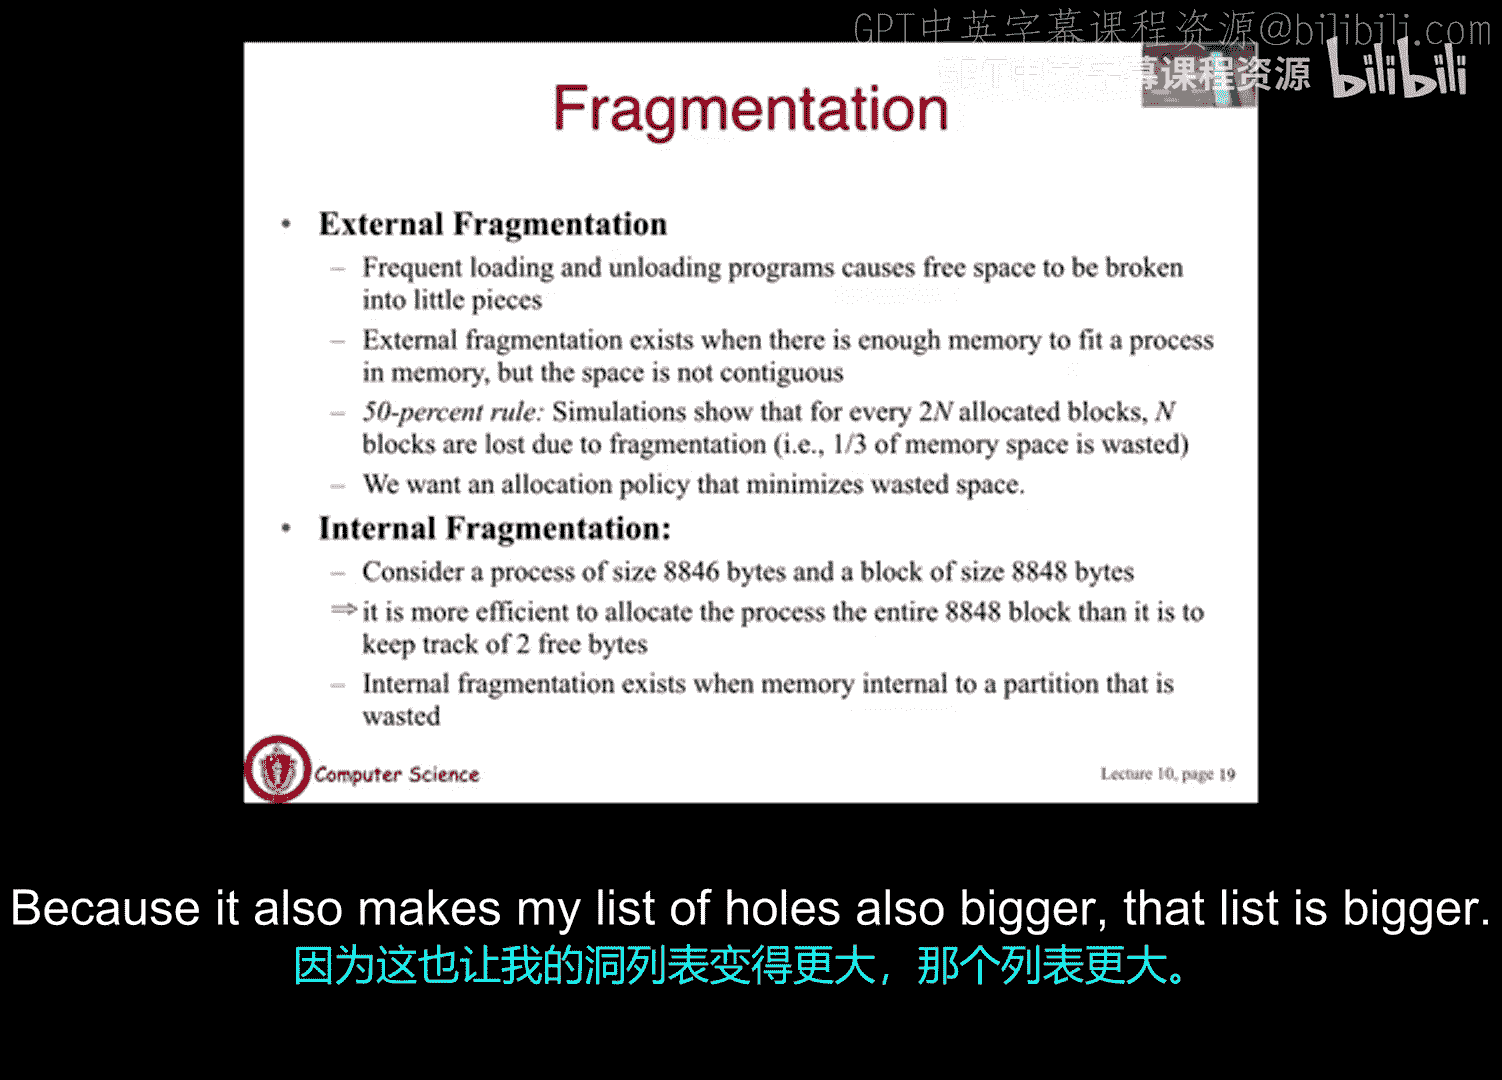 GPT中英字幕课程资源@bilibili.com
课程资源 bilibili
Fragmentation
• External Fragmentation
– Frequent loading and unloading programs causes free space to be broken
into little pieces
– External fragmentation exists when there is enough memory to fit a process
in memory, but the space is not contiguous
– 50-percent rule: Simulations show that for every 2N allocated blocks, N
blocks are lost due to fragmentation (i.e., 1/3 of memory space is wasted)
– We want an allocation policy that minimizes wasted space.
• Internal Fragmentation:
– Consider a process of size 8846 bytes and a block of size 8848 bytes
⇒ it is more efficient to allocate the process the entire 8848 block than it is to
keep track of 2 free bytes
– Internal fragmentation exists when memory internal to a partition that is
wasted
Computer Science
Lecture 10, page 19
Because it also makes my list of holes also bigger, that list is bigger.
因为这也让我的洞列表变得更大，那个列表更大。